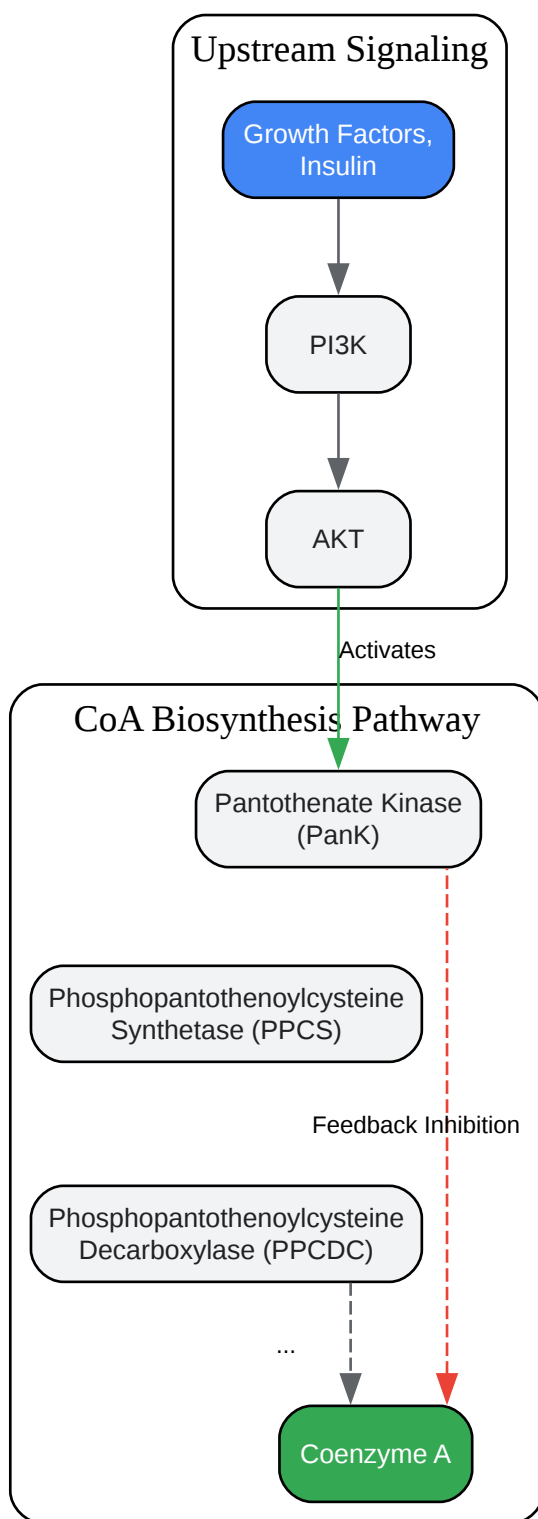 Upstream Signaling
Growth Factors,
Insulin
PI3K
AKT
Activates
CoA Biosynthesis Pathway
Pantothenate Kinase
(PanK)
Phosphopantothenoylcysteine
Synthetase (PPCS)
Feedback Inhibition
Phosphopantothenoylcysteine
Decarboxylase (PPCDC)
...
Coenzyme A